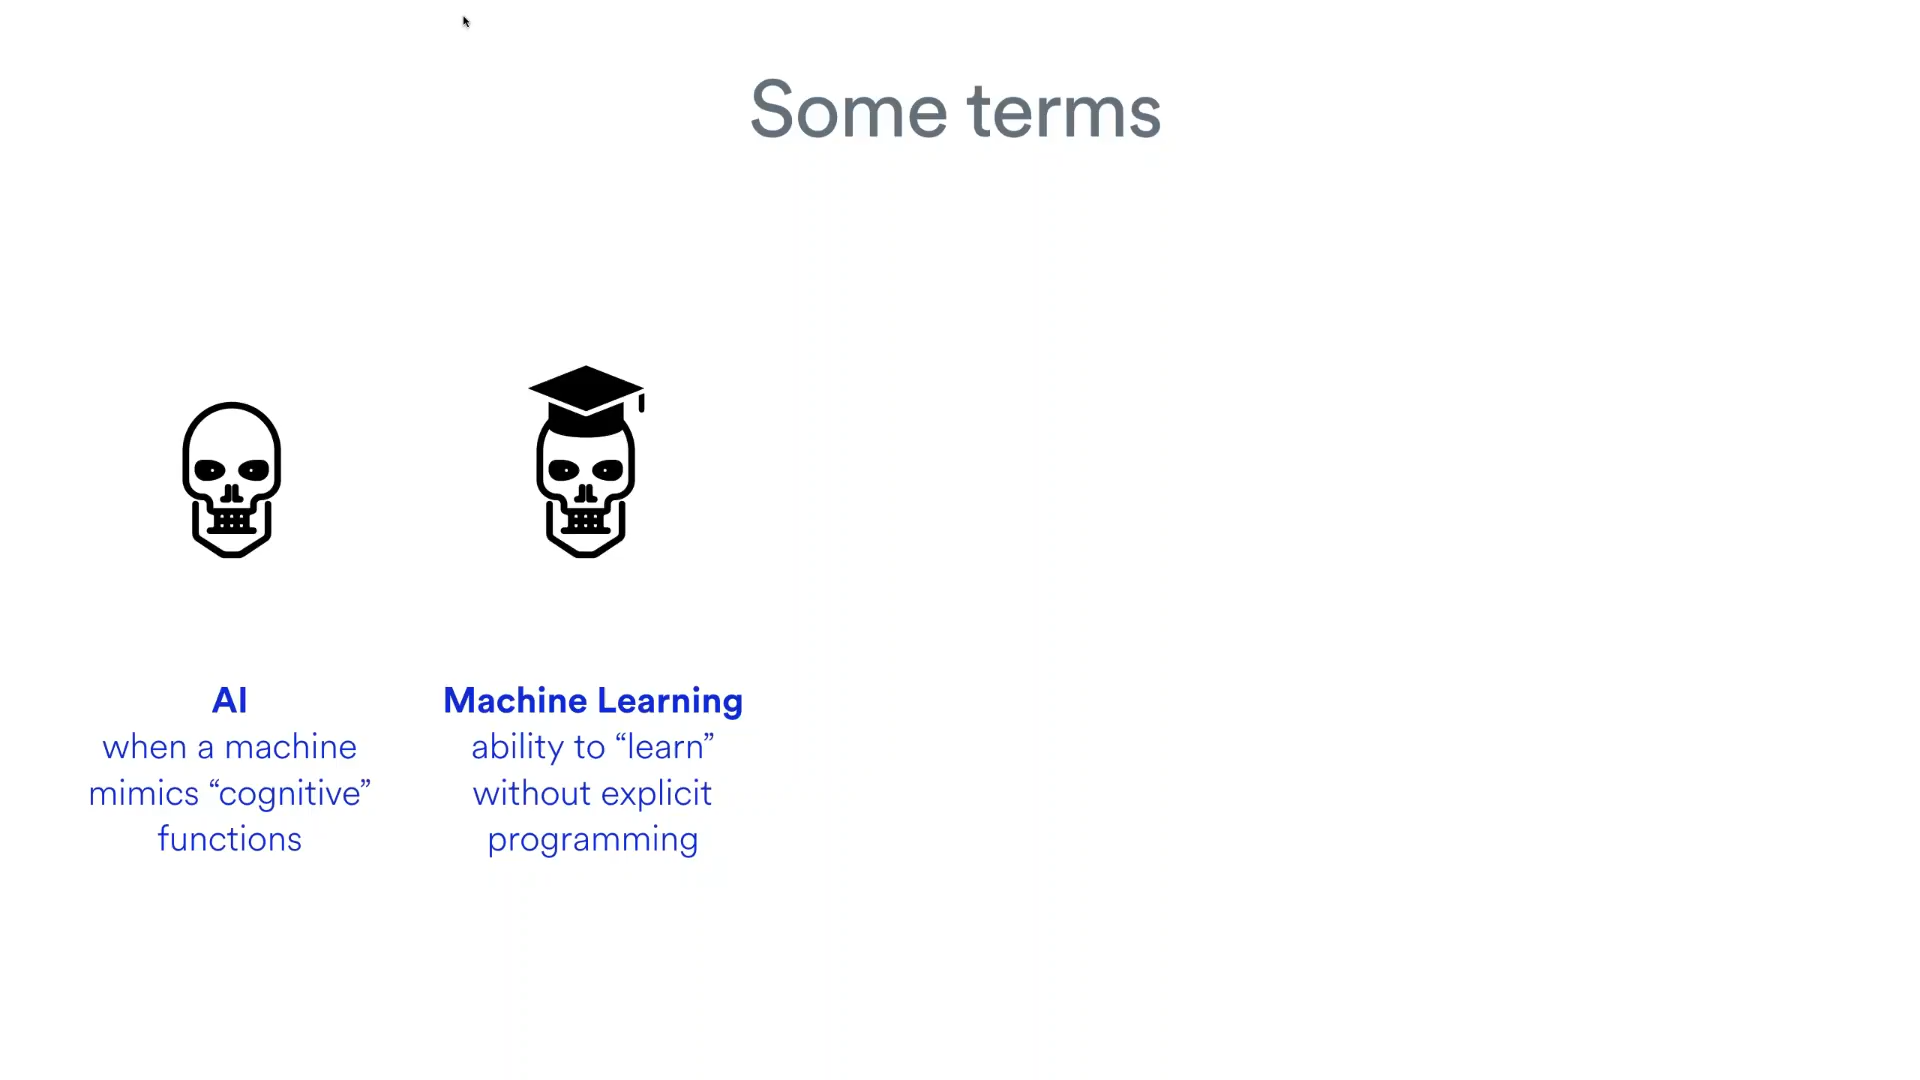 Some terms
AI
when a machine
mimics “cognitive”
functions
Machine Learning
ability to “learn”
without explicit
programming